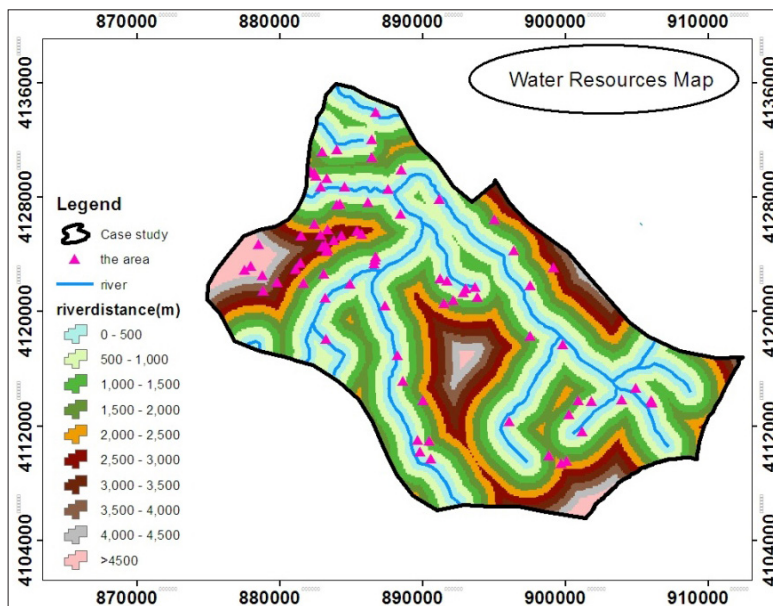 870000 880000 890000 900000 910000
Water Resources Map
4136000 4136000
4128000 4128000
4120000 4120000
4112000 4112000
4104000 4104000
Legend
Case study
the area
river
riverdistance(m)
0 - 500
500 - 1,000
1,000 - 1,500
1,500 - 2,000
2,000 - 2,500
2,500 - 3,000
3,000 - 3,500
3,500 - 4,000
4,000 - 4,500
>4500
870000 880000 890000 900000 910000